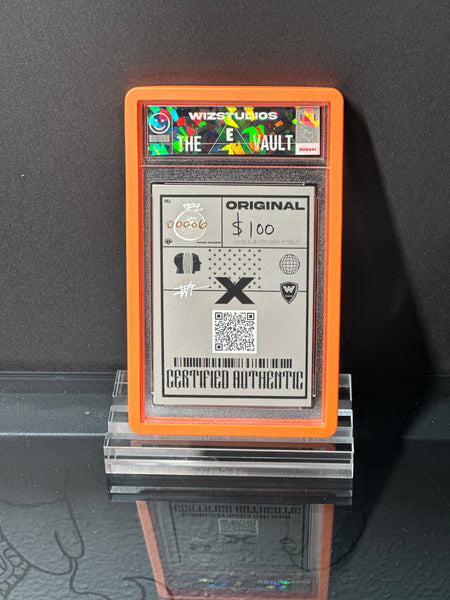 WIZSTUDIOS
THE E VAULT
NO.
ORIGINAL
00006
$100
X
W
CERTIFIED AUTHENTIC